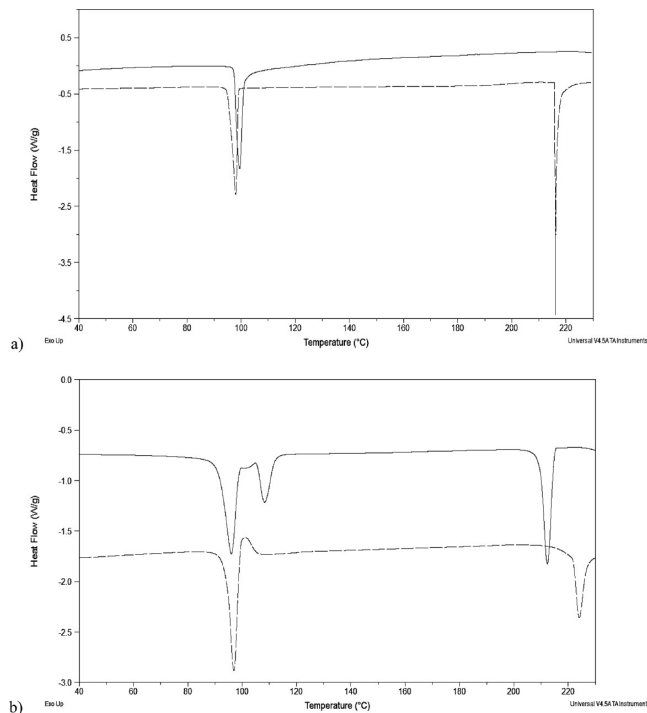 0.5
-0.5
-1.5
-2.5
-3.5
-4.5
Heat Flow (W/g)
40 60 80 100 120 140 160 180 200 220
a) Exo Up Temperature (°C) Universal V4.5A TA Instruments
0.0
-0.5
-1.0
-1.5
-2.0
-2.5
-3.0
Heat Flow (W/g)
40 60 80 100 120 140 160 180 200 220
b) Exo Up Temperature (°C) Universal V4.5A TA Instruments